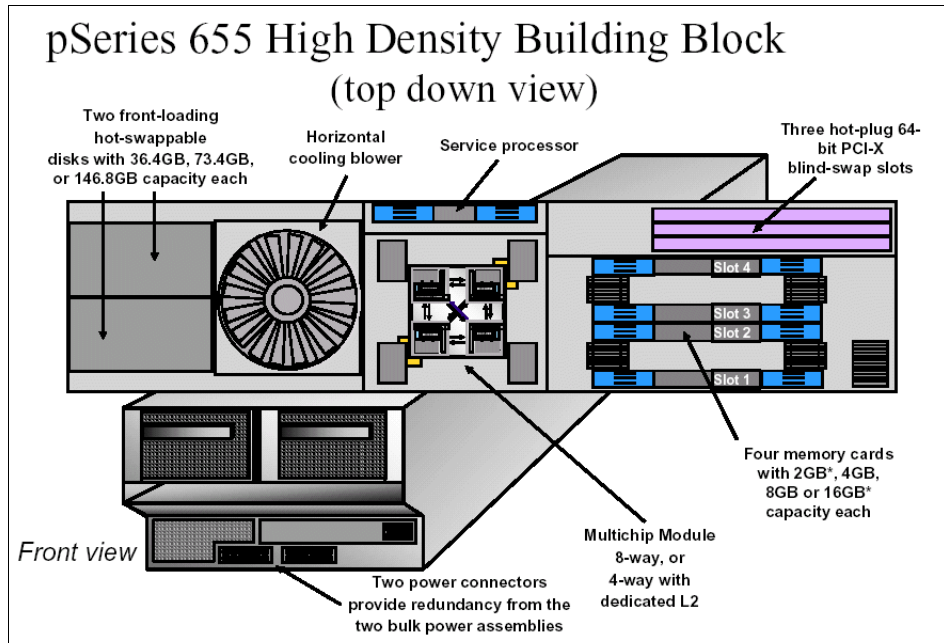 pSeries 655 High Density Building Block
(top down view)
Two front-loading
hot-swappable
disks with 36.4GB, 73.4GB,
or 146.8GB capacity each
Horizontal
cooling blower
Service processor
Three hot-plug 64-
bit PCI-X
blind-swap slots
Slot 4
Slot 3
Slot 2
Slot 1
Four memory cards
with 2GB*, 4GB,
8GB or 16GB*
capacity each
Multichip Module
8-way, or
4-way with
dedicated L2
Front view
Two power connectors
provide redundancy from the
two bulk power assemblies